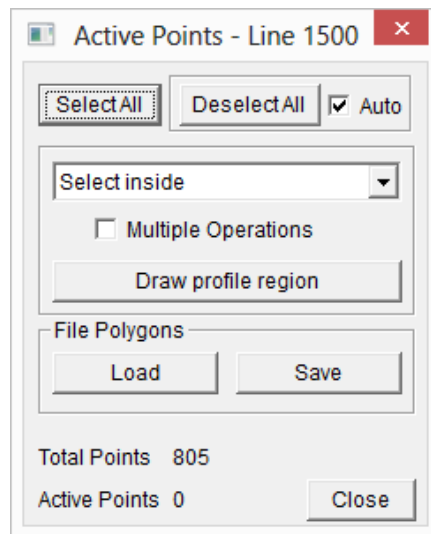 Active Points - Line 1500
Select All Deselect All Auto
Select inside
Multiple Operations
Draw profile region
File Polygons
Load Save
Total Points 805
Active Points 0 Close